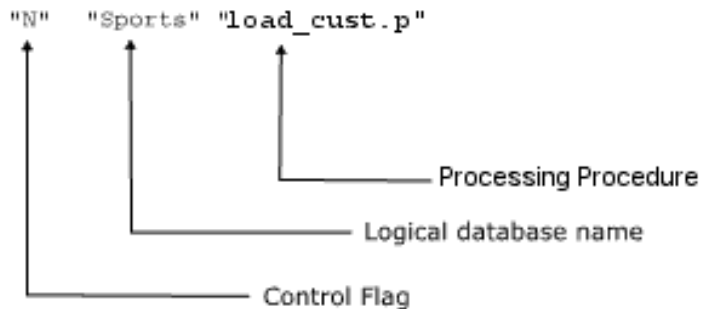 "N" "Sports" "load_cust.p"
Processing Procedure
Logical database name
Control Flag